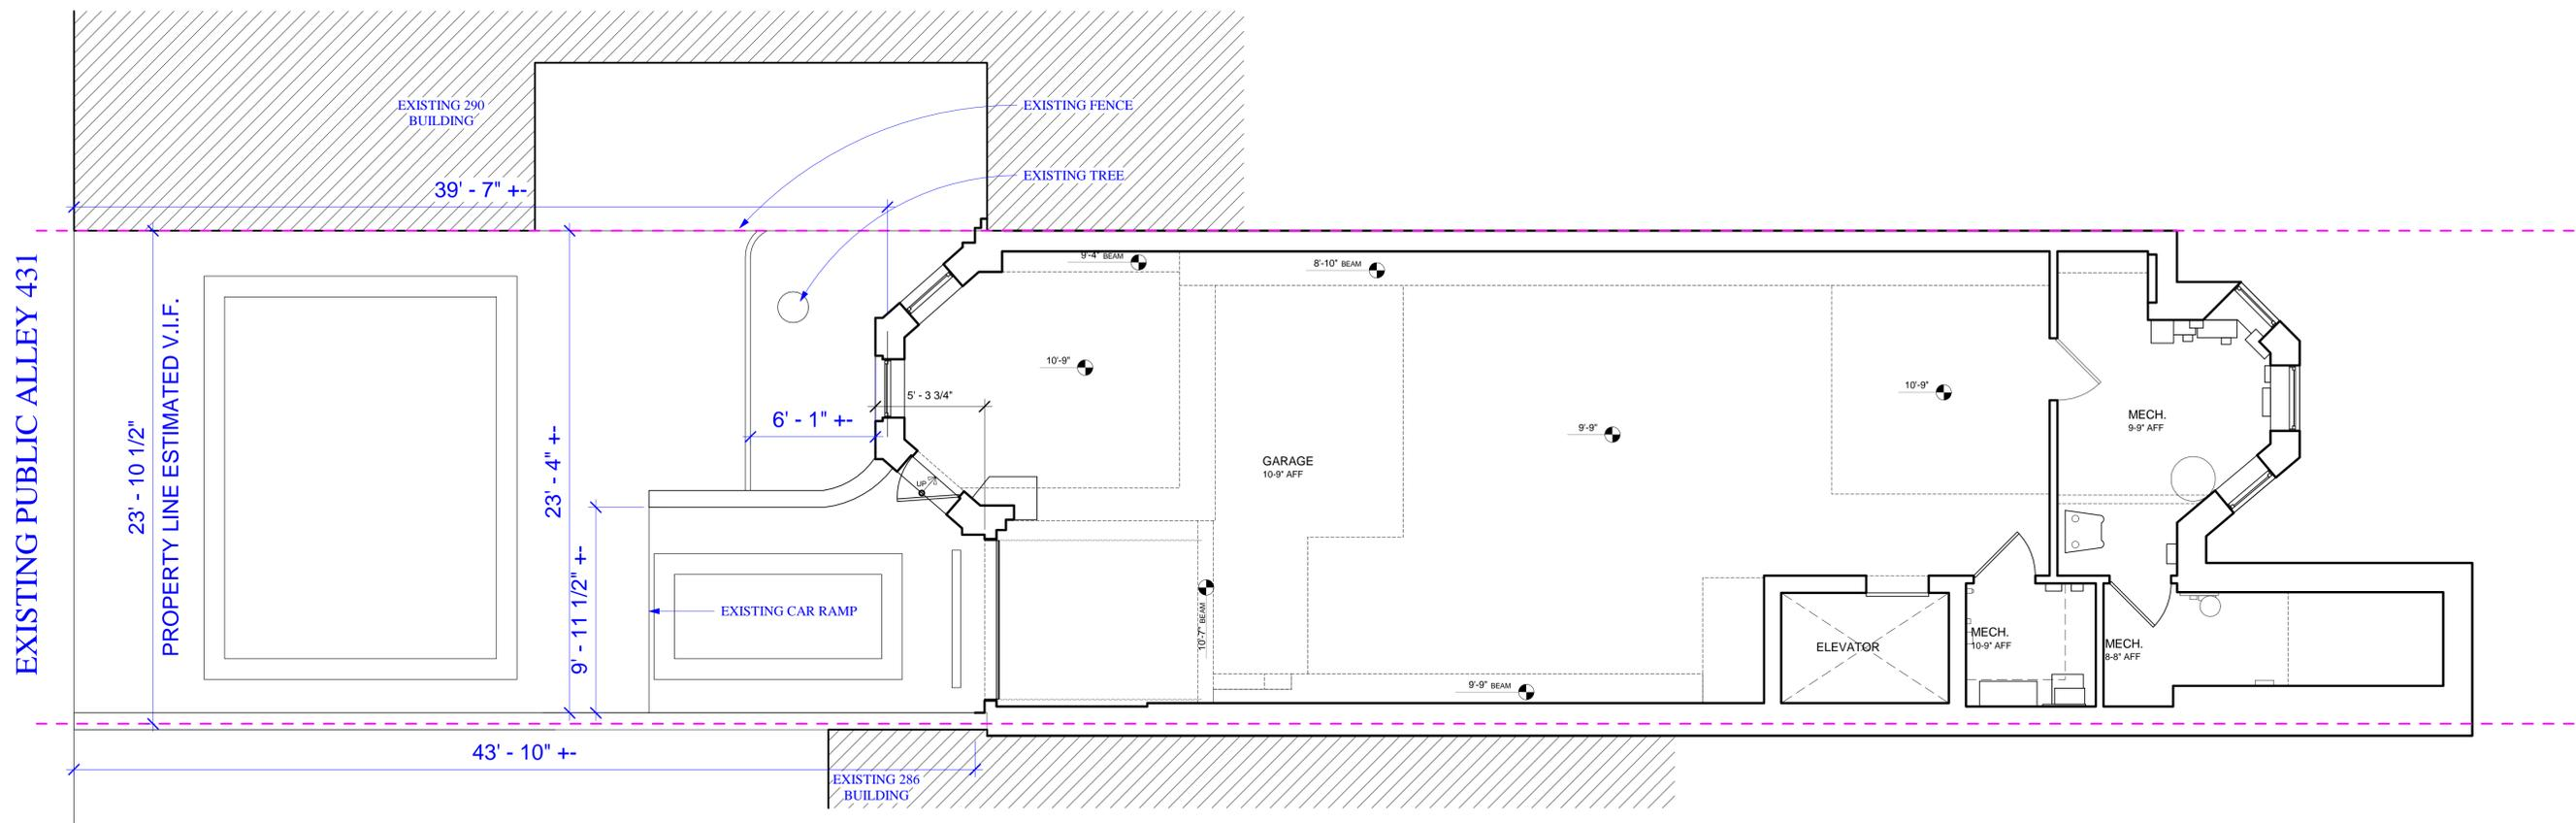 EXISTING 290
BUILDING
EXISTING FENCE
EXISTING TREE
39' - 7" +-
EXISTING PUBLIC ALLEY 431
23' - 10 1/2"
PROPERTY LINE ESTIMATED V.I.F.
23' - 4" +-
9' - 11 1/2" +-
6' - 1" +-
5' - 3 3/4"
UP
9'-4" BEAM
8'-10" BEAM
10'-9"
10'-9"
9'-9"
GARAGE
10-9" AFF
MECH.
9-9" AFF
EXISTING CAR RAMP
10'-7" BEAM
9'-9" BEAM
ELEVATOR
MECH.
10-9" AFF
MECH.
8-8" AFF
43' - 10" +-
EXISTING 286
BUILDING